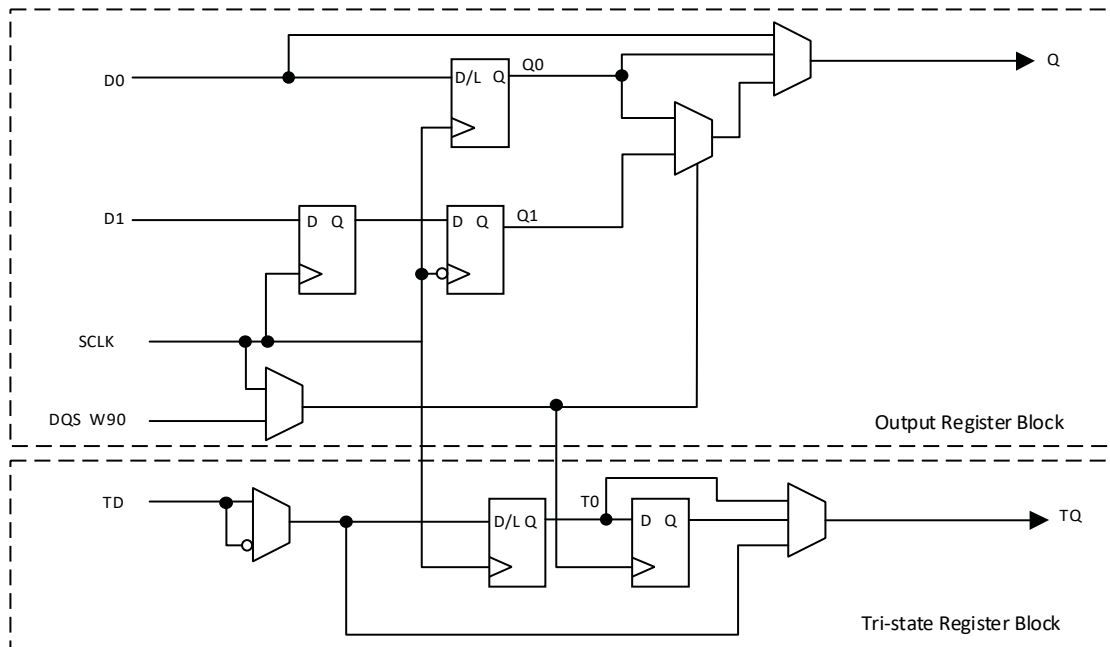 D0
D/L Q
Q0
Q
D1
D Q
D Q
Q1
SCLK
DQS W90
Output Register Block
TD
D/L Q
T0
D Q
TQ
Tri-state Register Block